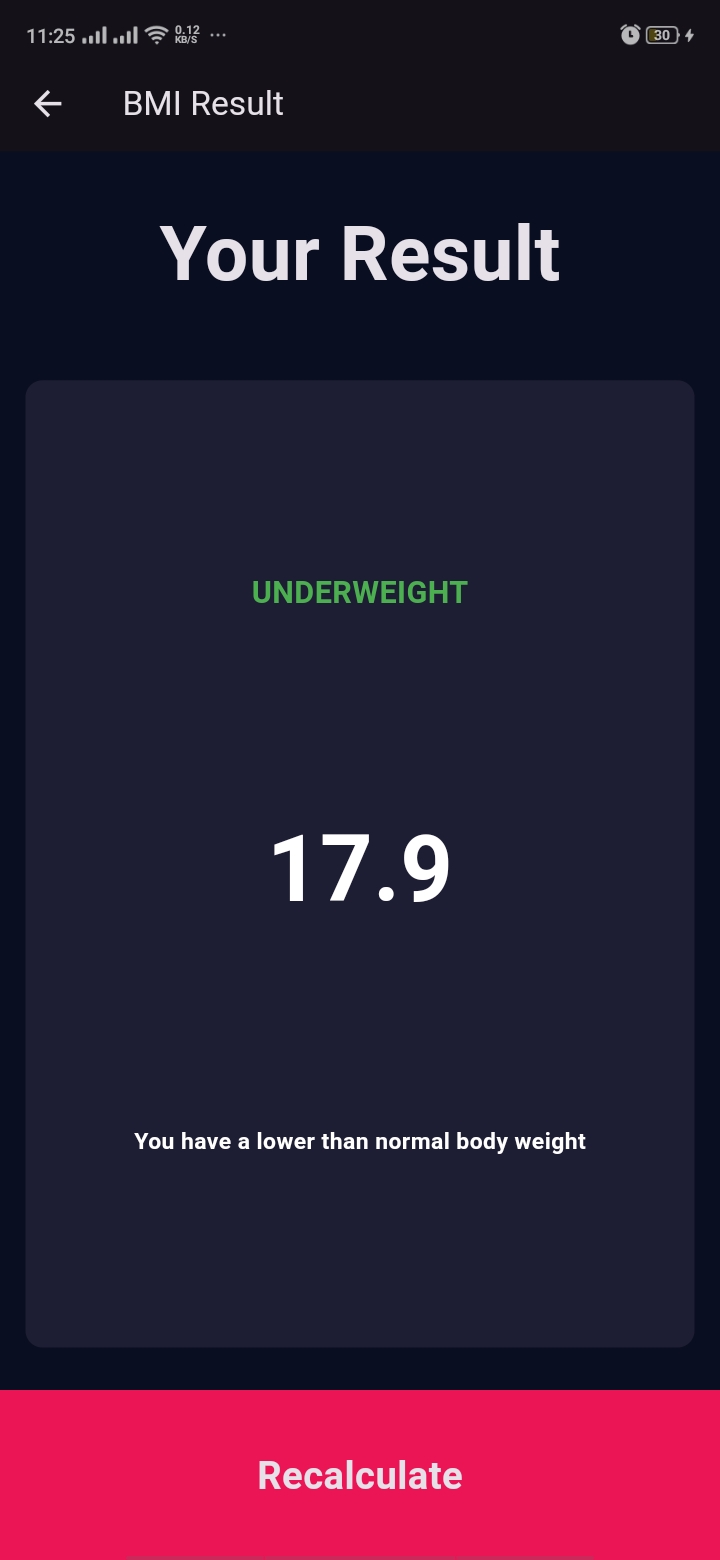 11:25 0.12 KB/S ... 30
BMI Result
Your Result
UNDERWEIGHT
17.9
You have a lower than normal body weight
Recalculate